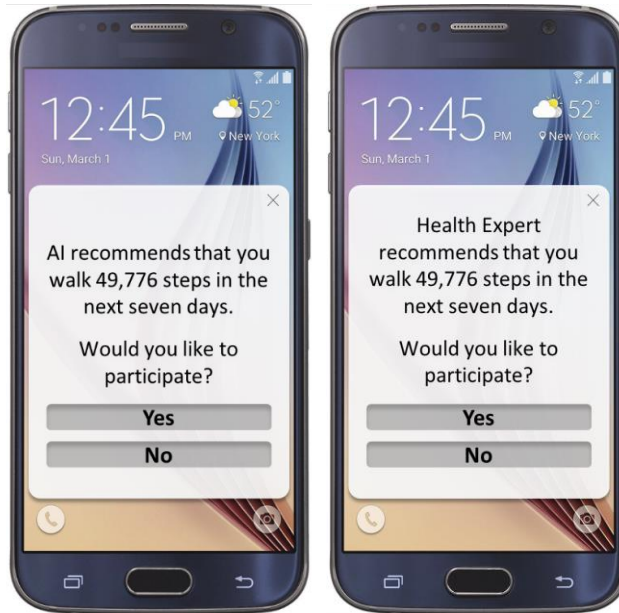 12:45 PM
52°
New York
Sun, March 1
AI recommends that you
walk 49,776 steps in the
next seven days.
Would you like to
participate?
Yes
No
12:45 PM
52°
New York
Sun, March 1
Health Expert
recommends that you
walk 49,776 steps in the
next seven days.
Would you like to
participate?
Yes
No